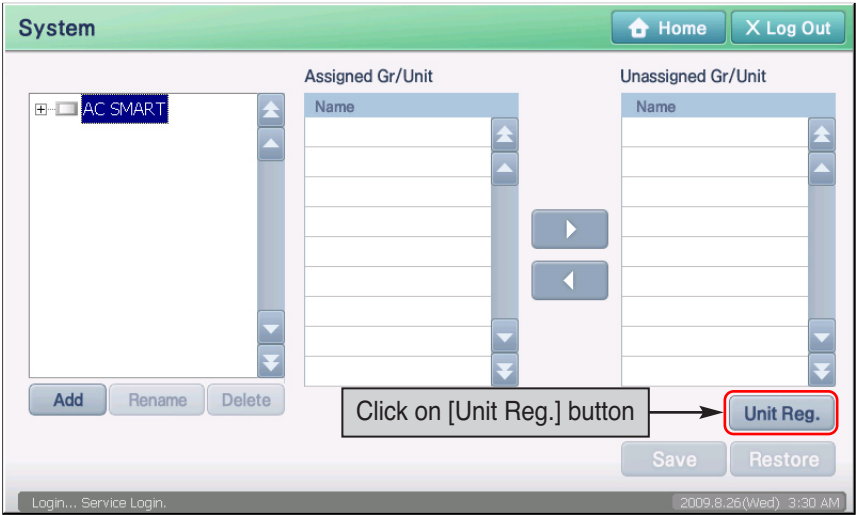 System
Home
X Log Out
Assigned Gr/Unit
Unassigned Gr/Unit
AC SMART
Name
Name
Add
Rename
Delete
Click on [Unit Reg.] button
Unit Reg.
Save
Restore
Login... Service Login.
2009.8.26(Wed) 3:30 AM